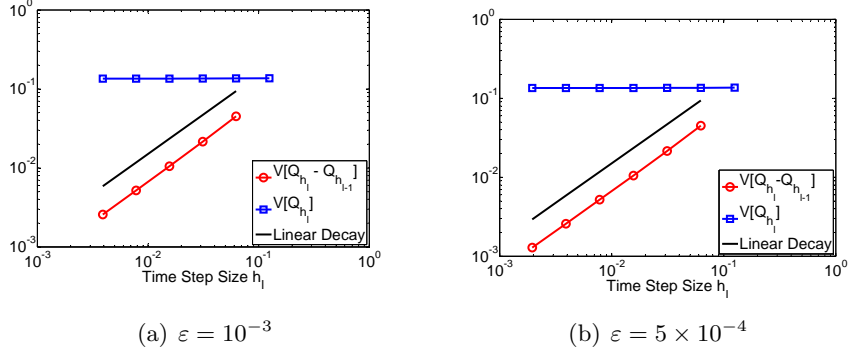 10^0
10^-1
10^-2
10^-3
10^-3 10^-2 10^-1 10^0
Time Step Size h_l
V[Q_{h_l} - Q_{h_{l-1}}]
V[Q_{h_l}]
Linear Decay
(a) ε = 10^{-3}
10^0
10^-1
10^-2
10^-3
10^-3 10^-2 10^-1 10^0
Time Step Size h_l
V[Q_{h_l}-Q_{h_{l-1}}]
V[Q_{h_l}]
Linear Decay
(b) ε = 5 × 10^{-4}